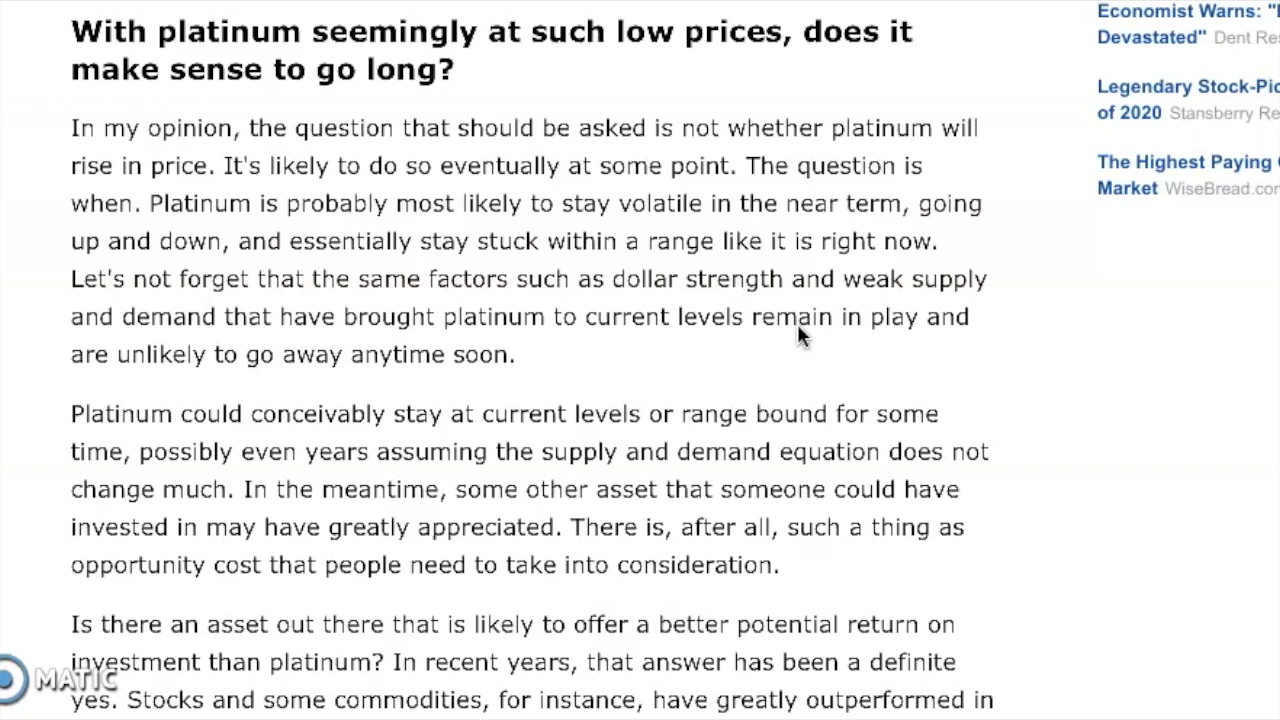 With platinum seemingly at such low prices, does it
make sense to go long?
In my opinion, the question that should be asked is not whether platinum will
rise in price. It's likely to do so eventually at some point. The question is
when. Platinum is probably most likely to stay volatile in the near term, going
up and down, and essentially stay stuck within a range like it is right now.
Let's not forget that the same factors such as dollar strength and weak supply
and demand that have brought platinum to current levels remain in play and
are unlikely to go away anytime soon.
Platinum could conceivably stay at current levels or range bound for some
time, possibly even years assuming the supply and demand equation does not
change much. In the meantime, some other asset that someone could have
invested in may have greatly appreciated. There is, after all, such a thing as
opportunity cost that people need to take into consideration.
Is there an asset out there that is likely to offer a better potential return on
investment than platinum? In recent years, that answer has been a definite
yes. Stocks and some commodities, for instance, have greatly outperformed in
Economist Warns: "
Devastated" Dent Re
Legendary Stock-Pic
of 2020 Stansberry Re
The Highest Paying
Market WiseBread.co
MATIC